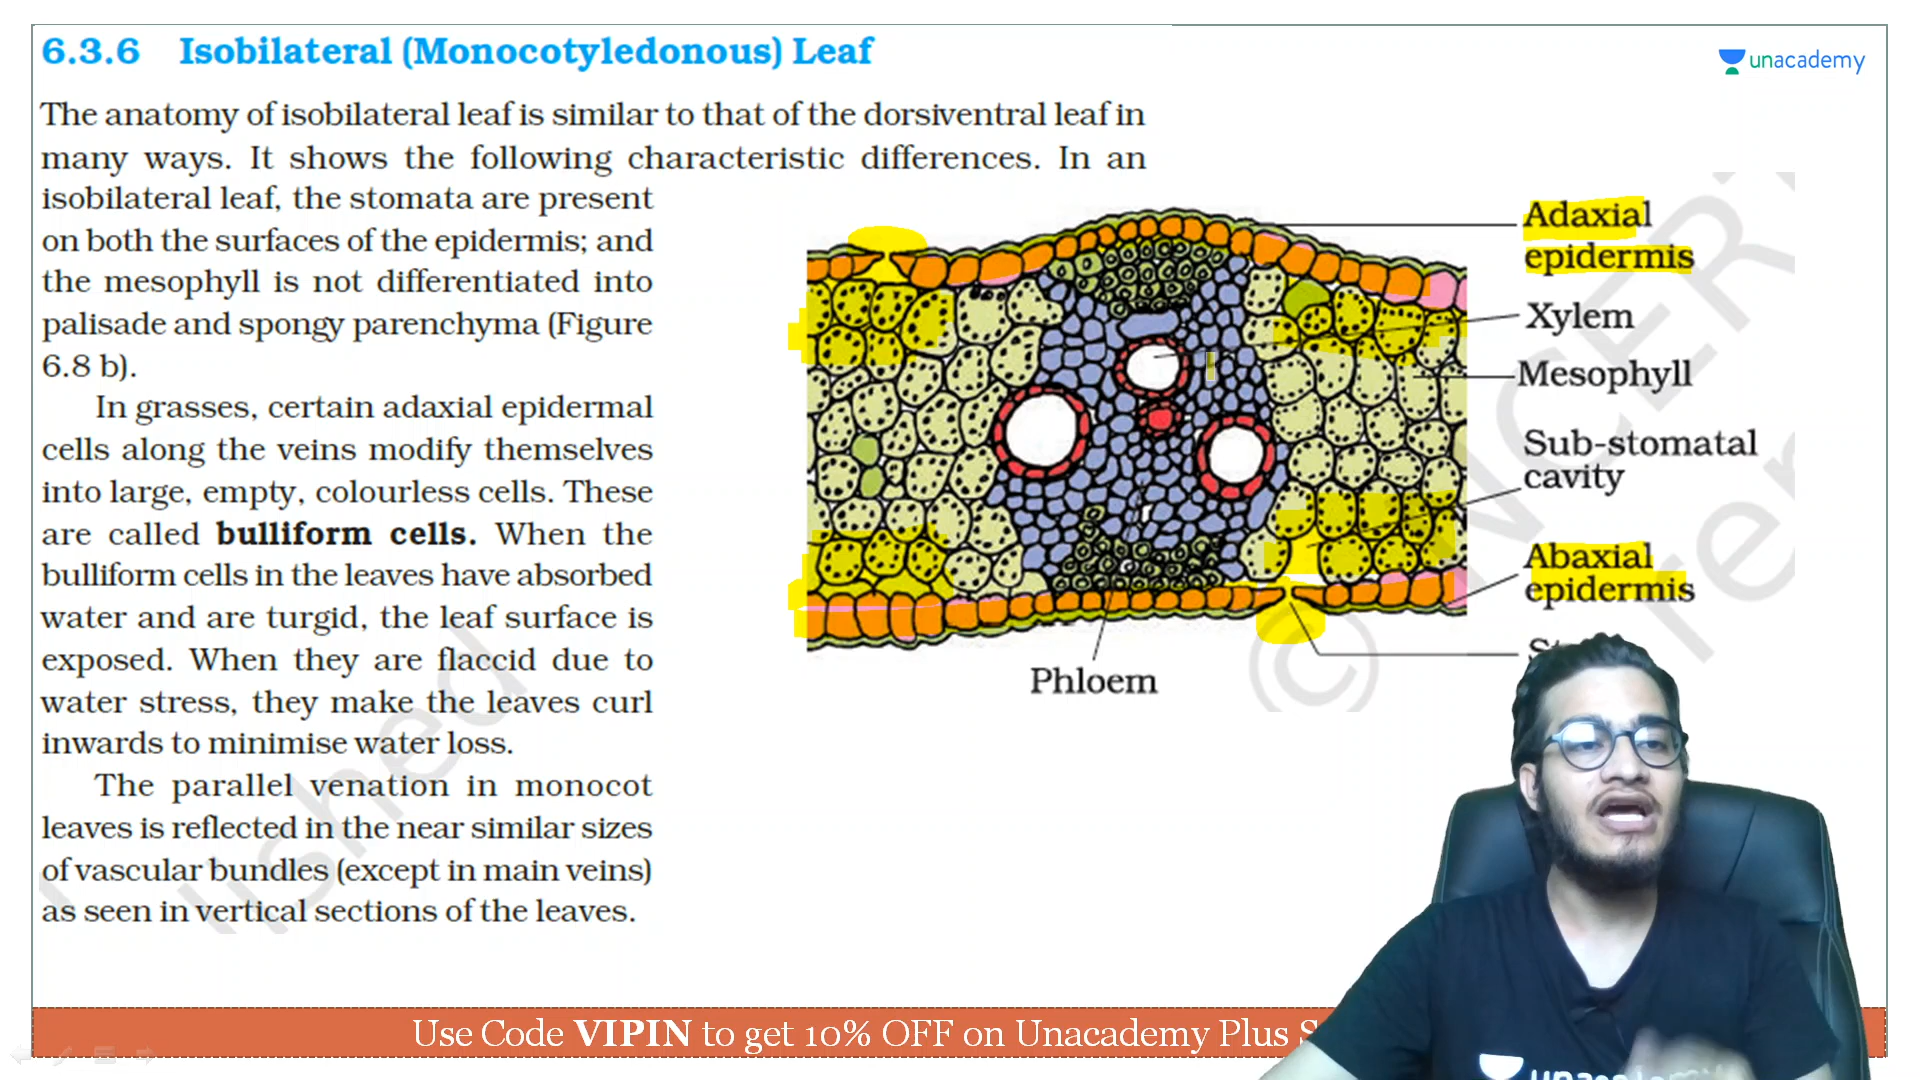 6.3.6 Isobilateral (Monocotyledonous) Leaf
unacademy
The anatomy of isobilateral leaf is similar to that of the dorsiventral leaf in
many ways. It shows the following characteristic differences. In an
isobilateral leaf, the stomata are present
on both the surfaces of the epidermis; and
the mesophyll is not differentiated into
palisade and spongy parenchyma (Figure
6.8 b).
In grasses, certain adaxial epidermal
cells along the veins modify themselves
into large, empty, colourless cells. These
are called bulliform cells. When the
bulliform cells in the leaves have absorbed
water and are turgid, the leaf surface is
exposed. When they are flaccid due to
water stress, they make the leaves curl
inwards to minimise water loss.
The parallel venation in monocot
leaves is reflected in the near similar sizes
of vascular bundles (except in main veins)
as seen in vertical sections of the leaves.
Adaxial
epidermis
Xylem
Mesophyll
Sub-stomatal
cavity
Abaxial
epidermis
Phloem
© NCER
Use Code VIPIN to get 10% OFF on Unacademy Plus S
unacademy